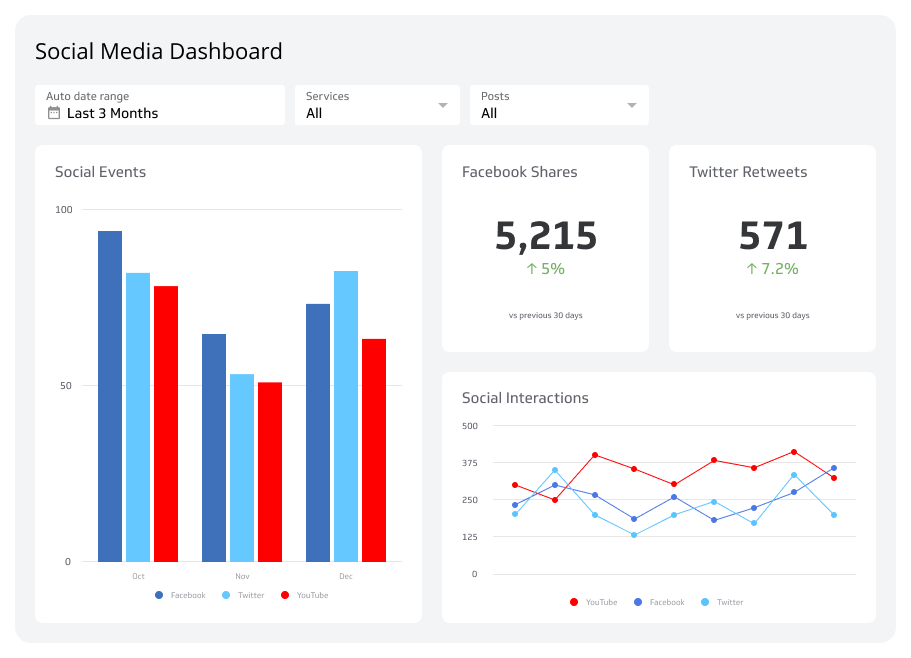 Social Media Dashboard
Auto date range
Last 3 Months
Services
All
Posts
All
Social Events
100
50
0
Oct Nov Dec
Facebook Twitter YouTube
Facebook Shares
5,215
↑ 5%
vs previous 30 days
Twitter Retweets
571
↑ 7.2%
vs previous 30 days
Social Interactions
500
375
250
125
0
YouTube Facebook Twitter